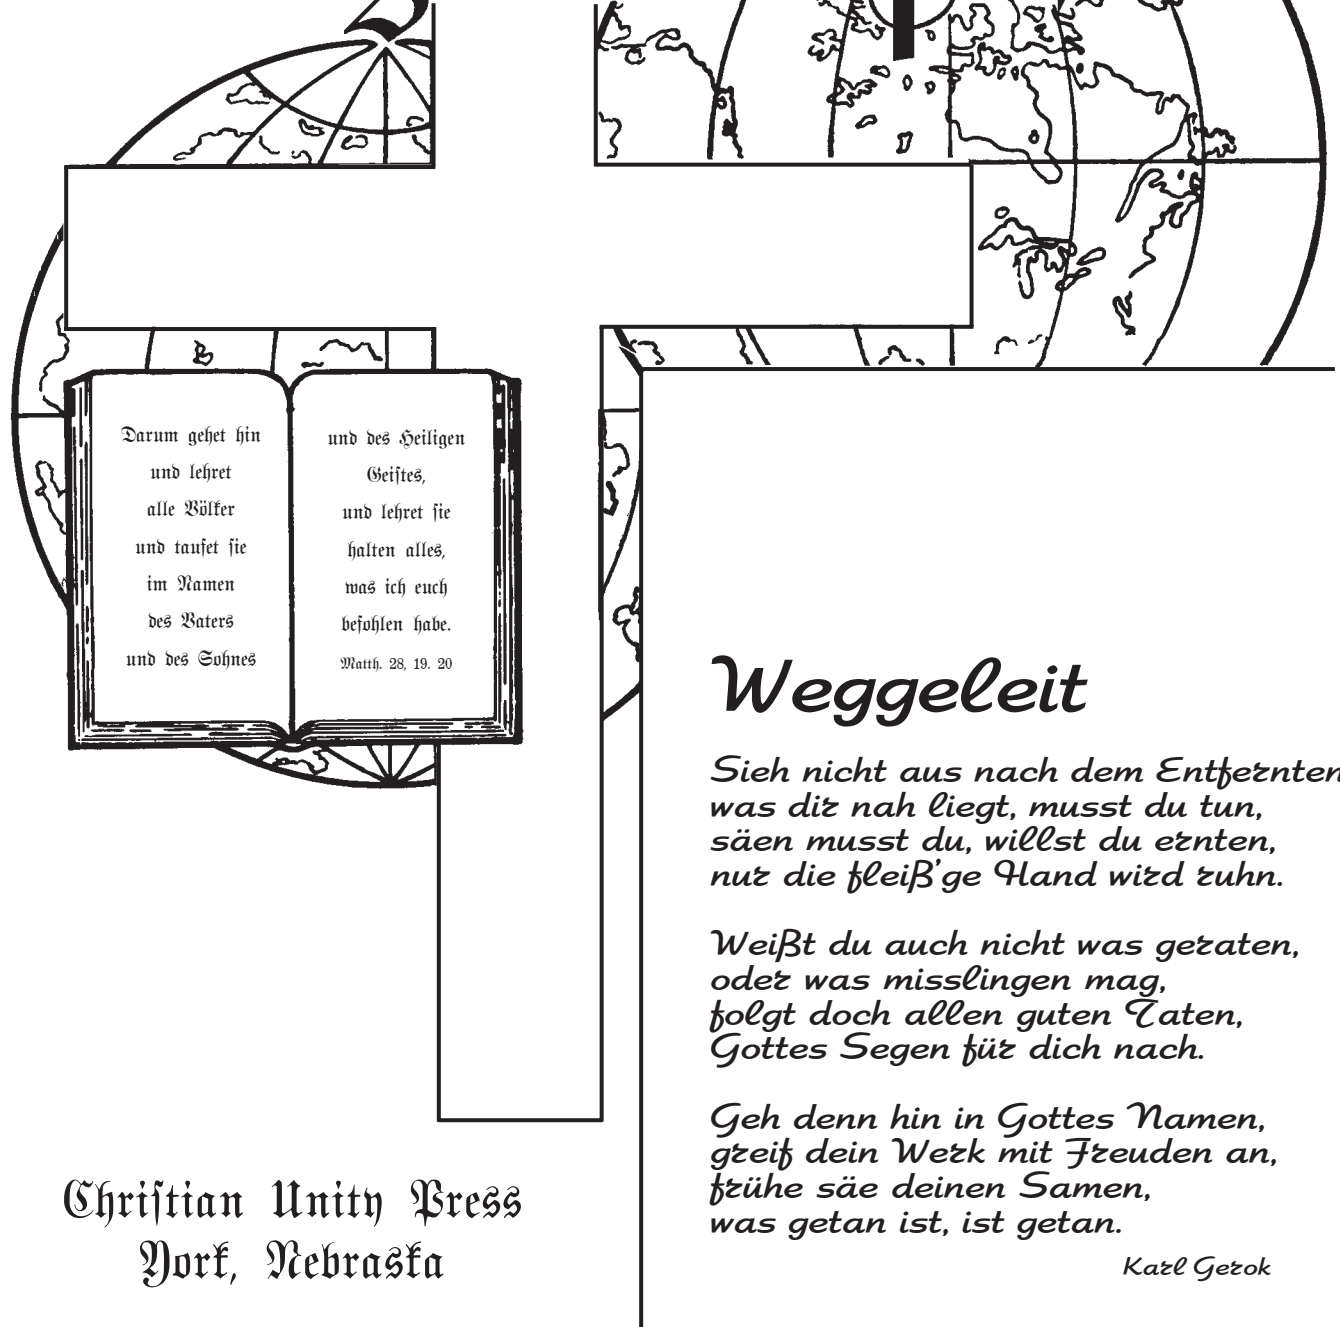 Darum gehet hin
und lehret
alle Völker
und taufet sie
im Namen
des Vaters
und des Sohnes
und des Heiligen
Geistes,
und lehret sie
halten alles,
was ich euch
befohlen habe.
Matth. 28, 19. 20
Christian Unity Press
York, Nebraska
Weggeleit
Sieh nicht aus nach dem Entfernten
was dir nah liegt, musst du tun,
säen musst du, willst du ernten,
nur die fleiß’ge Hand wird ruhn.
Weißt du auch nicht was geraten,
oder was misslingen mag,
folgt doch allen guten Taten,
Gottes Segen für dich nach.
Geh denn hin in Gottes Namen,
greif dein Werk mit Freuden an,
frühe säe deinen Samen,
was getan ist, ist getan.
Karl Gerok